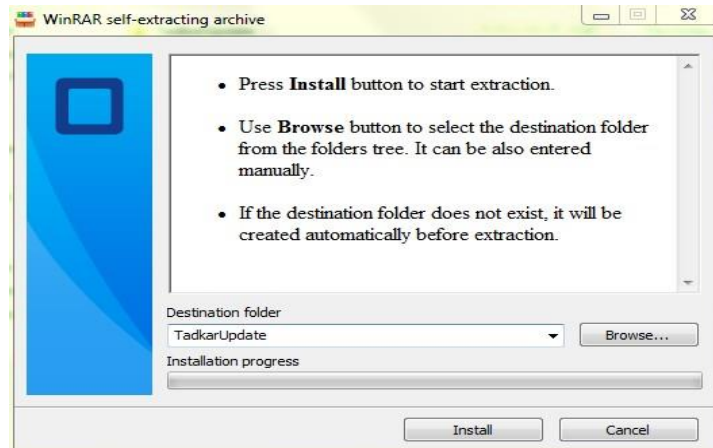 WinRAR self-extracting archive
• Press Install button to start extraction.
• Use Browse button to select the destination folder
from the folders tree. It can be also entered
manually.
• If the destination folder does not exist, it will be
created automatically before extraction.
Destination folder
TadkarUpdate
Browse...
Installation progress
Install
Cancel